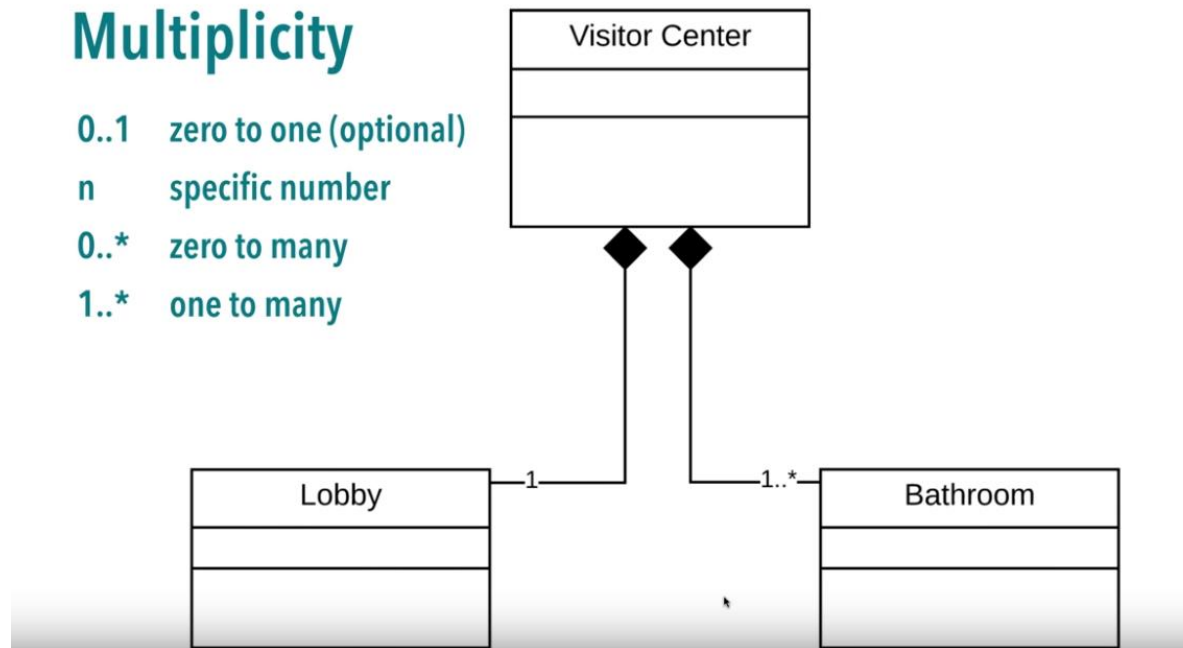 Multiplicity
0..1 zero to one (optional)
n specific number
0..* zero to many
1..* one to many
Visitor Center
1
1..*
Lobby
Bathroom